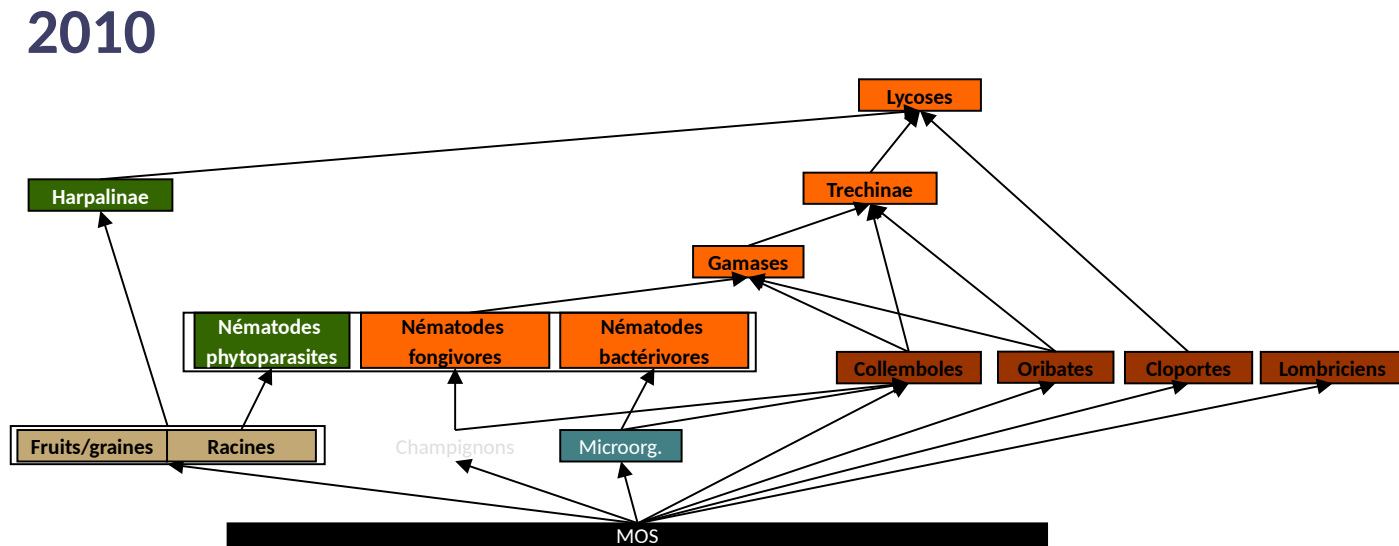 2010
Lycoses
Harpalinae
Trechinae
Gamases
Nématodes
phytoparasites
Nématodes
fongivores
Nématodes
bactérivores
Collemboles
Oribates
Cloportes
Lombriciens
Fruits/graines
Racines
Champignons
Microorg.
MOS